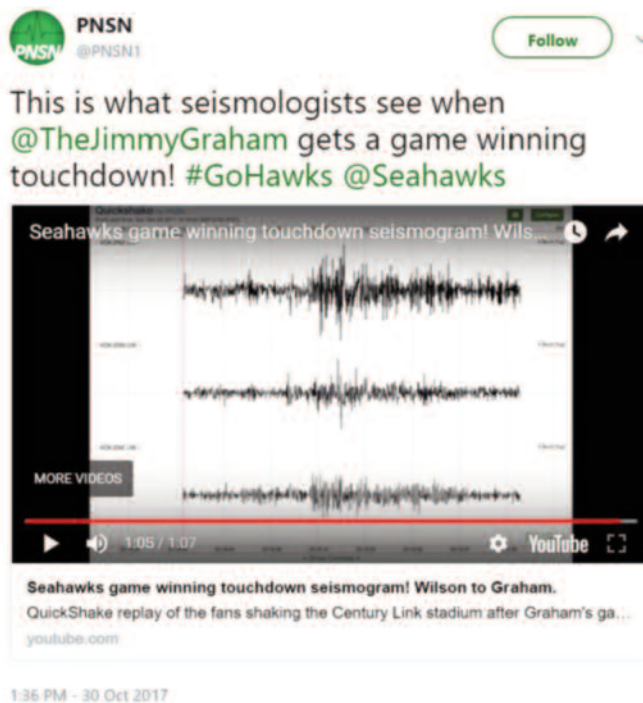 PNSN
PNSN
@PNSN1
Follow
This is what seismologists see when
@TheJimmyGraham gets a game winning
touchdown! #GoHawks @Seahawks
Quickshake
Seahawks game winning touchdown seismogram! Wils...
MORE VIDEOS
1:05 / 1:07
YouTube
Seahawks game winning touchdown seismogram! Wilson to Graham.
QuickShake replay of the fans shaking the Century Link stadium after Graham's ga...
youtube.com
1:36 PM - 30 Oct 2017